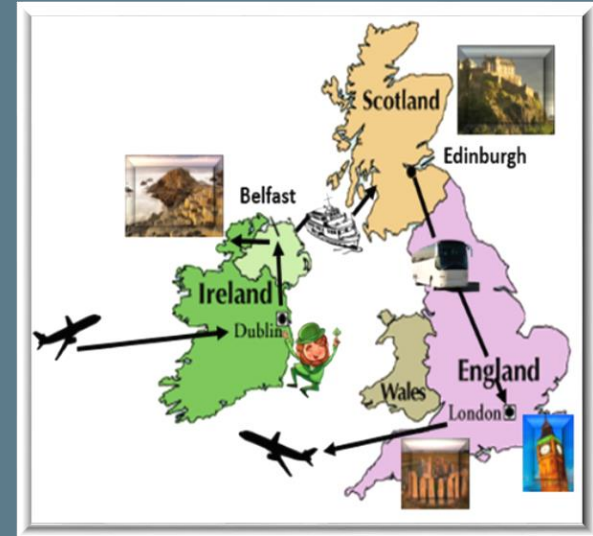 Scotland
Edinburgh
Belfast
Ireland
Dublin
England
Wales
London